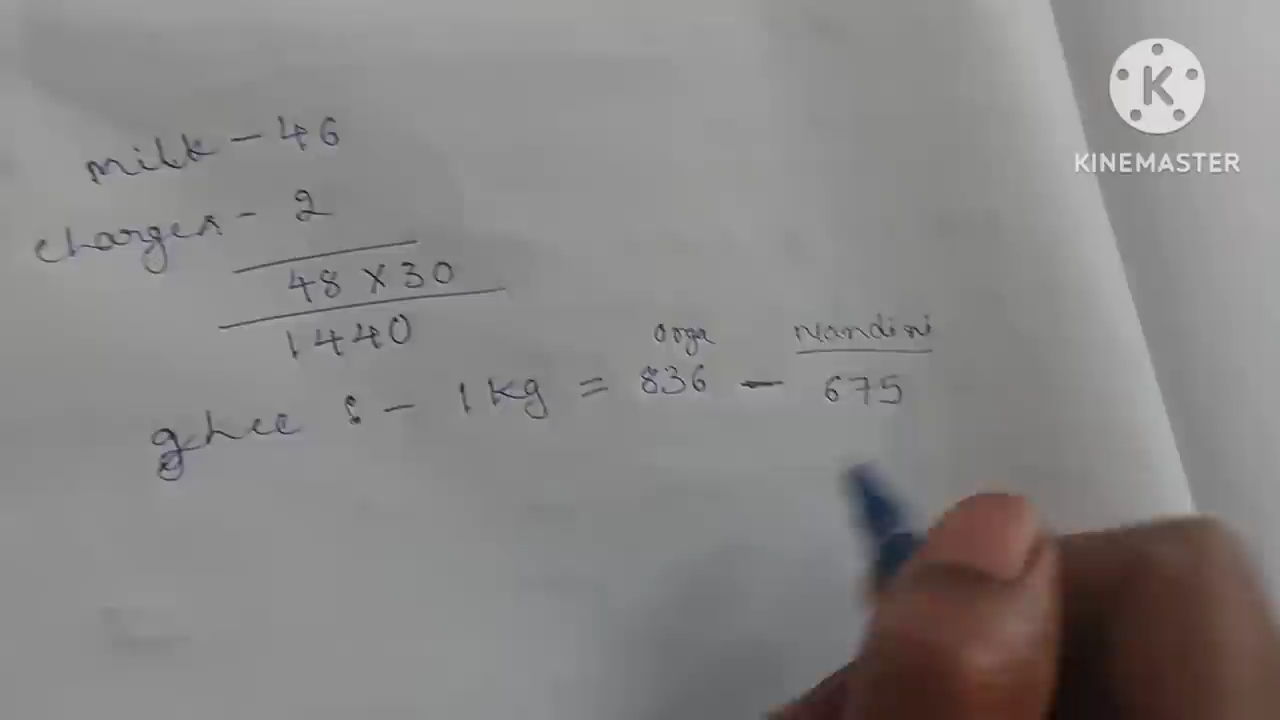 KINEMASTER
milk - 46
charges - 2
48 X 30
1440
orga nandini
ghee :- 1 kg = 836 - 675